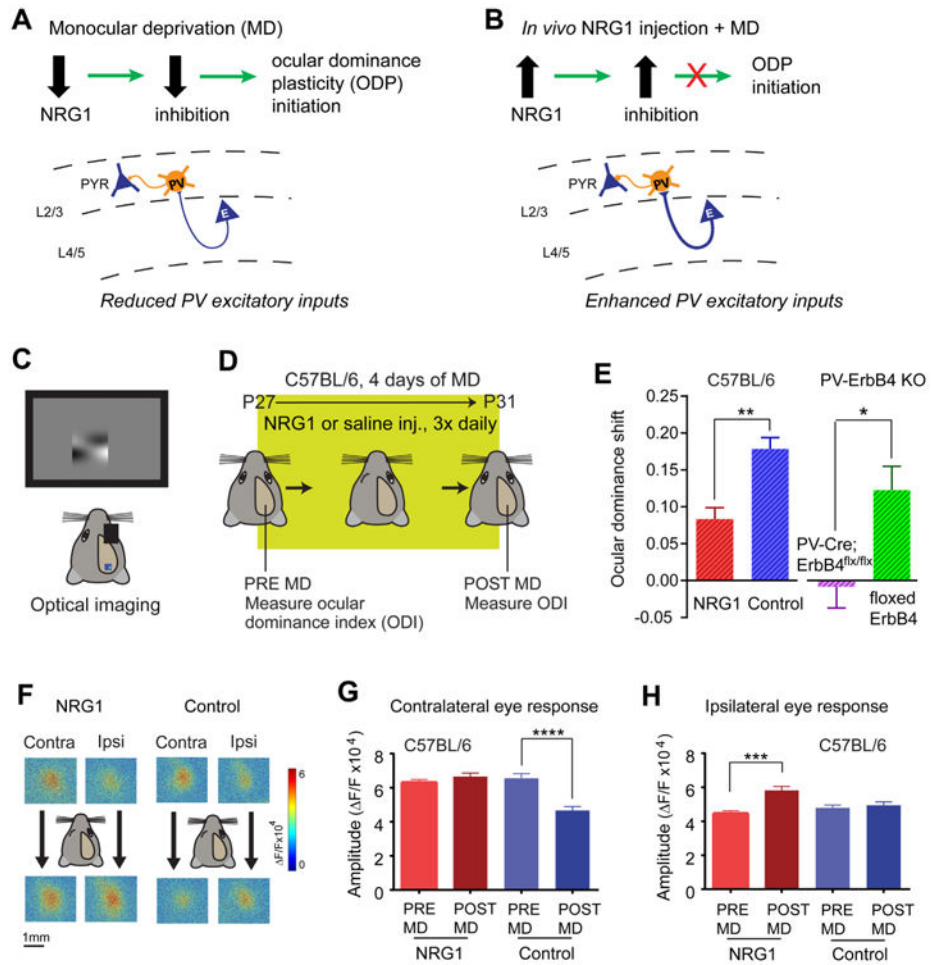 A
Monocular deprivation (MD)
NRG1
inhibition
ocular dominance
plasticity (ODP)
initiation
PYR
PV
L2/3
E
L4/5
Reduced PV excitatory inputs
B
In vivo NRG1 injection + MD
NRG1
inhibition
X
ODP
initiation
PYR
PV
L2/3
E
L4/5
Enhanced PV excitatory inputs
C
Optical imaging
D
C57BL/6, 4 days of MD
P27
P31
NRG1 or saline inj., 3x daily
PRE MD
Measure ocular
dominance index (ODI)
POST MD
Measure ODI
E
C57BL/6
PV-ErbB4 KO
Ocular dominance shift
0.20
0.15
0.10
0.05
0.00
-0.05
**
*
NRG1
Control
PV-Cre;
ErbB4flx/flx
floxed
ErbB4
F
NRG1
Control
Contra
Ipsi
Contra
Ipsi
6
0
ΔF/Fx10⁴
1mm
G
Contralateral eye response
C57BL/6
****
Amplitude (ΔF/F x10⁻⁴)
8
6
4
2
0
PRE
MD
POST
MD
PRE
MD
POST
MD
NRG1
Control
H
Ipsilateral eye response
C57BL/6
***
Amplitude (ΔF/F x10⁻⁴)
8
6
4
2
0
PRE
MD
POST
MD
PRE
MD
POST
MD
NRG1
Control